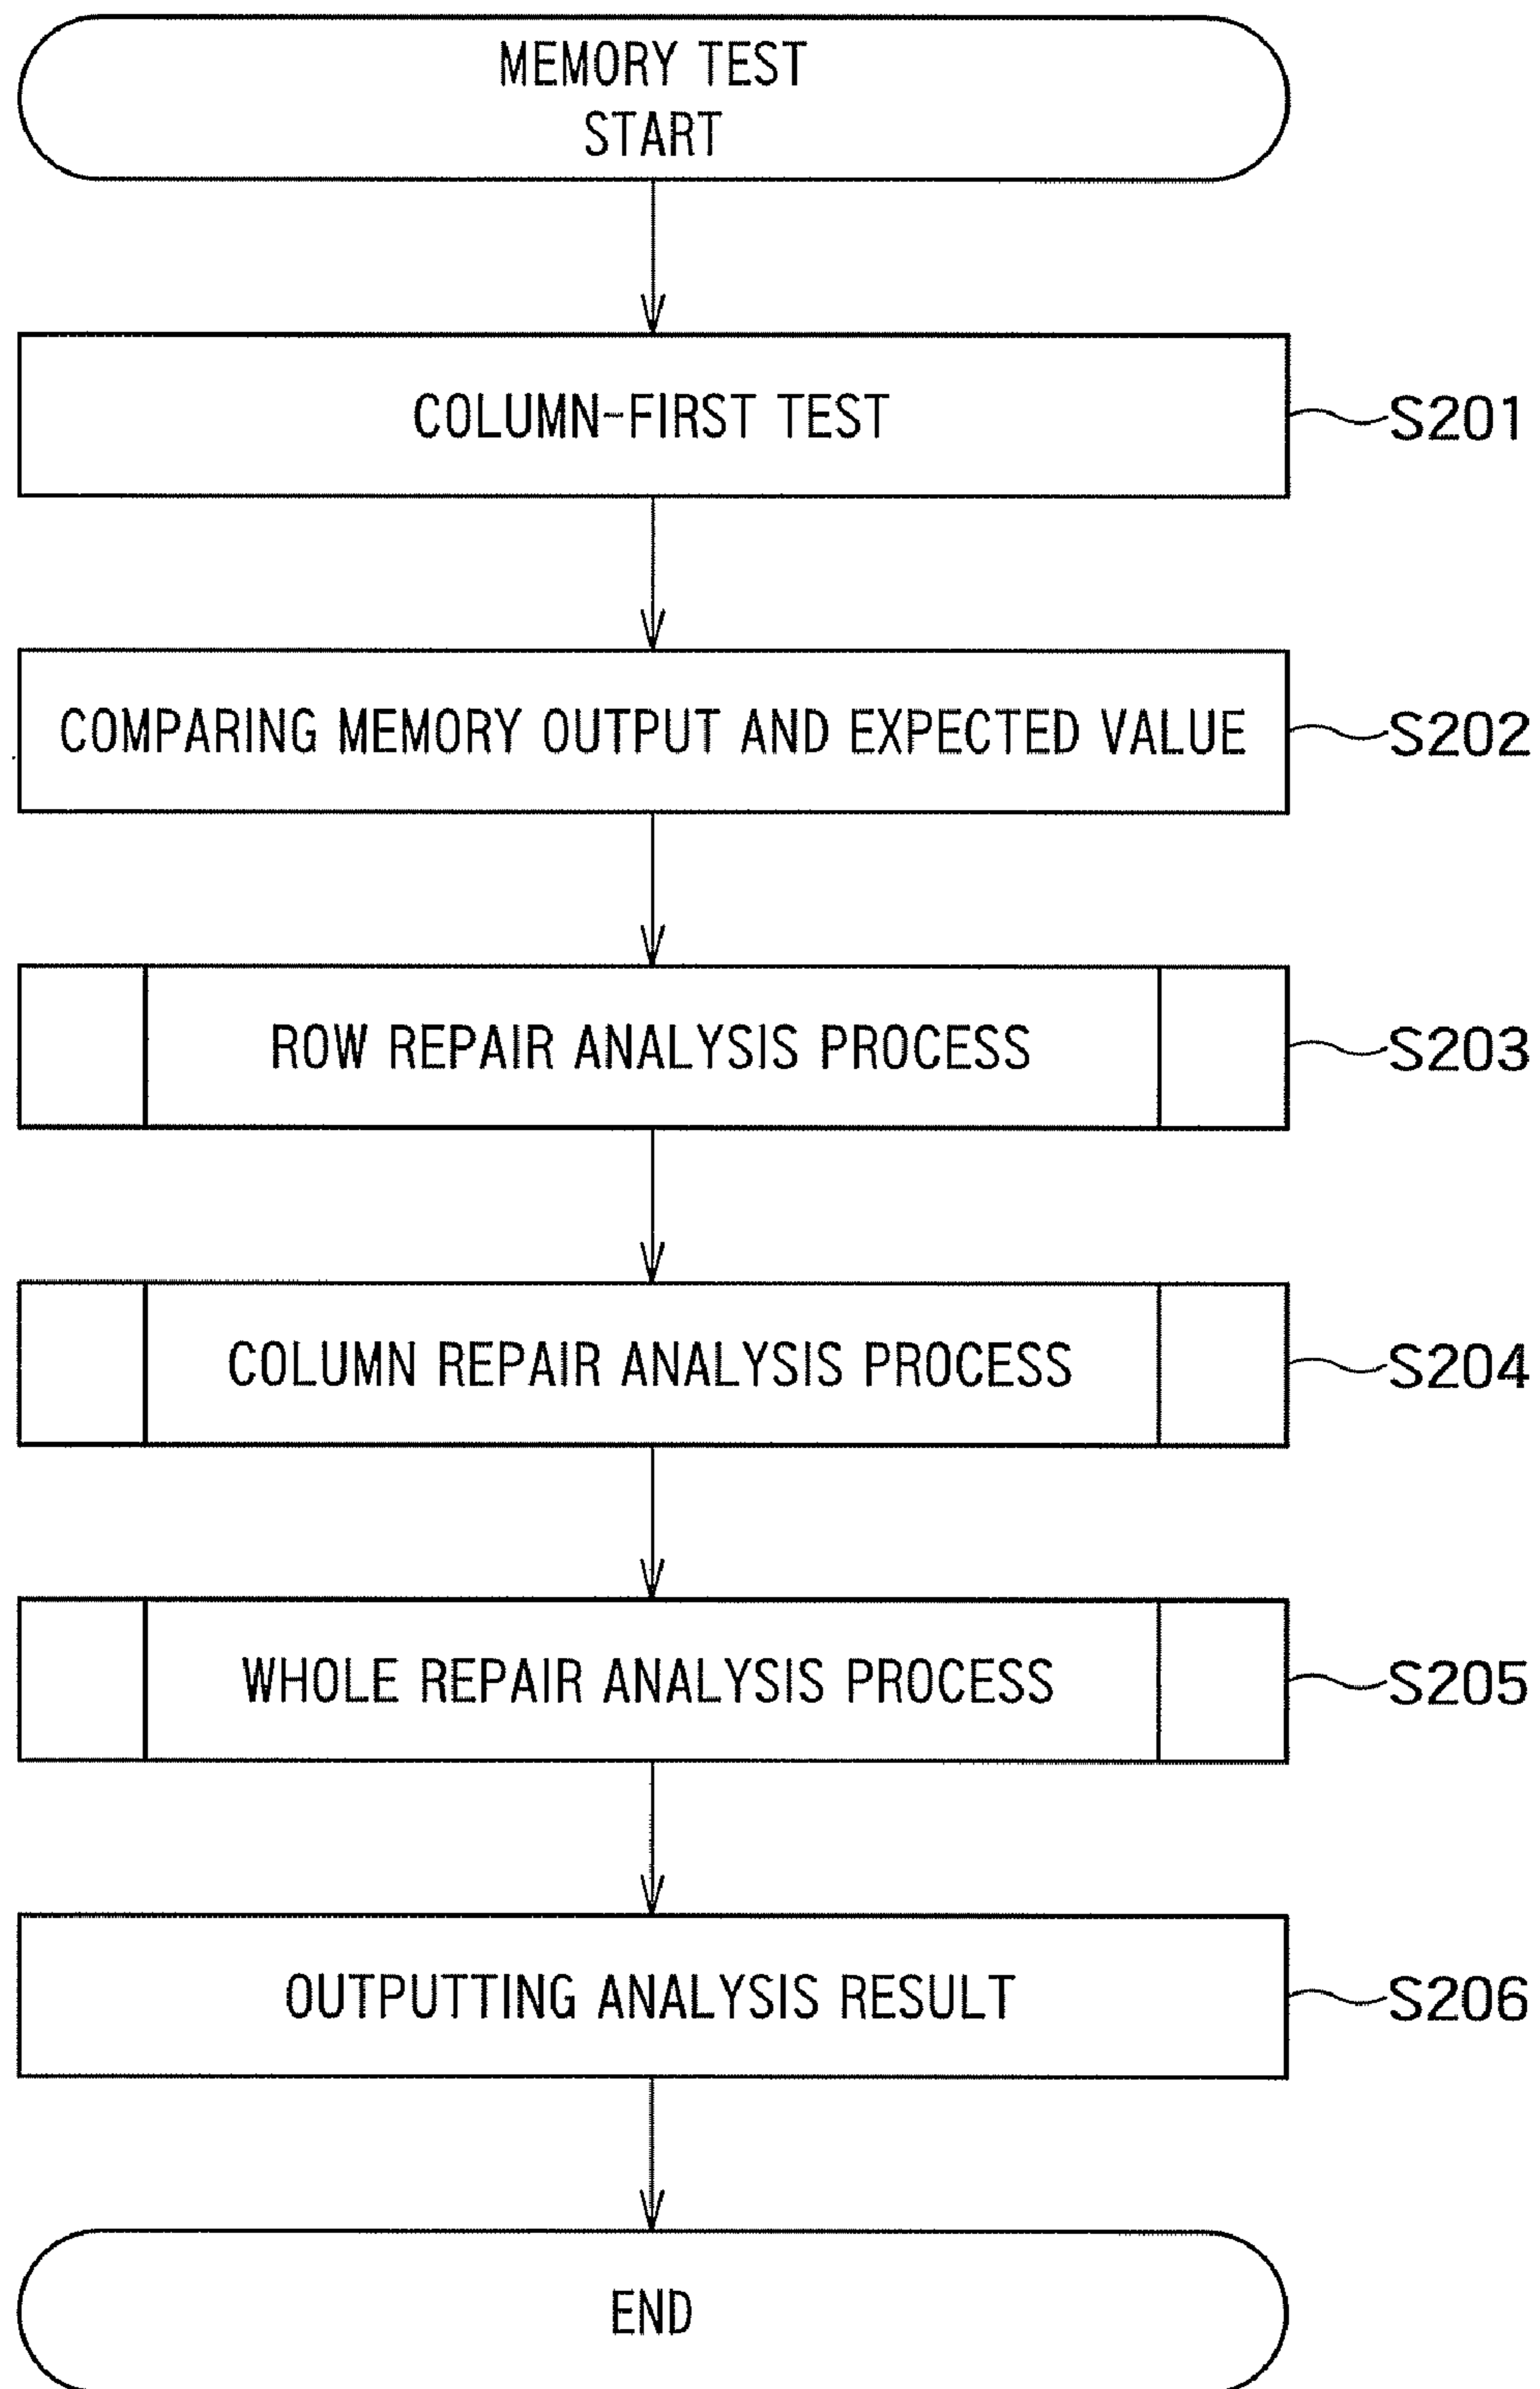 MEMORY TEST
START
COLUMN-FIRST TEST
S201
COMPARING MEMORY OUTPUT AND EXPECTED VALUE
S202
ROW REPAIR ANALYSIS PROCESS
S203
COLUMN REPAIR ANALYSIS PROCESS
S204
WHOLE REPAIR ANALYSIS PROCESS
S205
OUTPUTTING ANALYSIS RESULT
S206
END